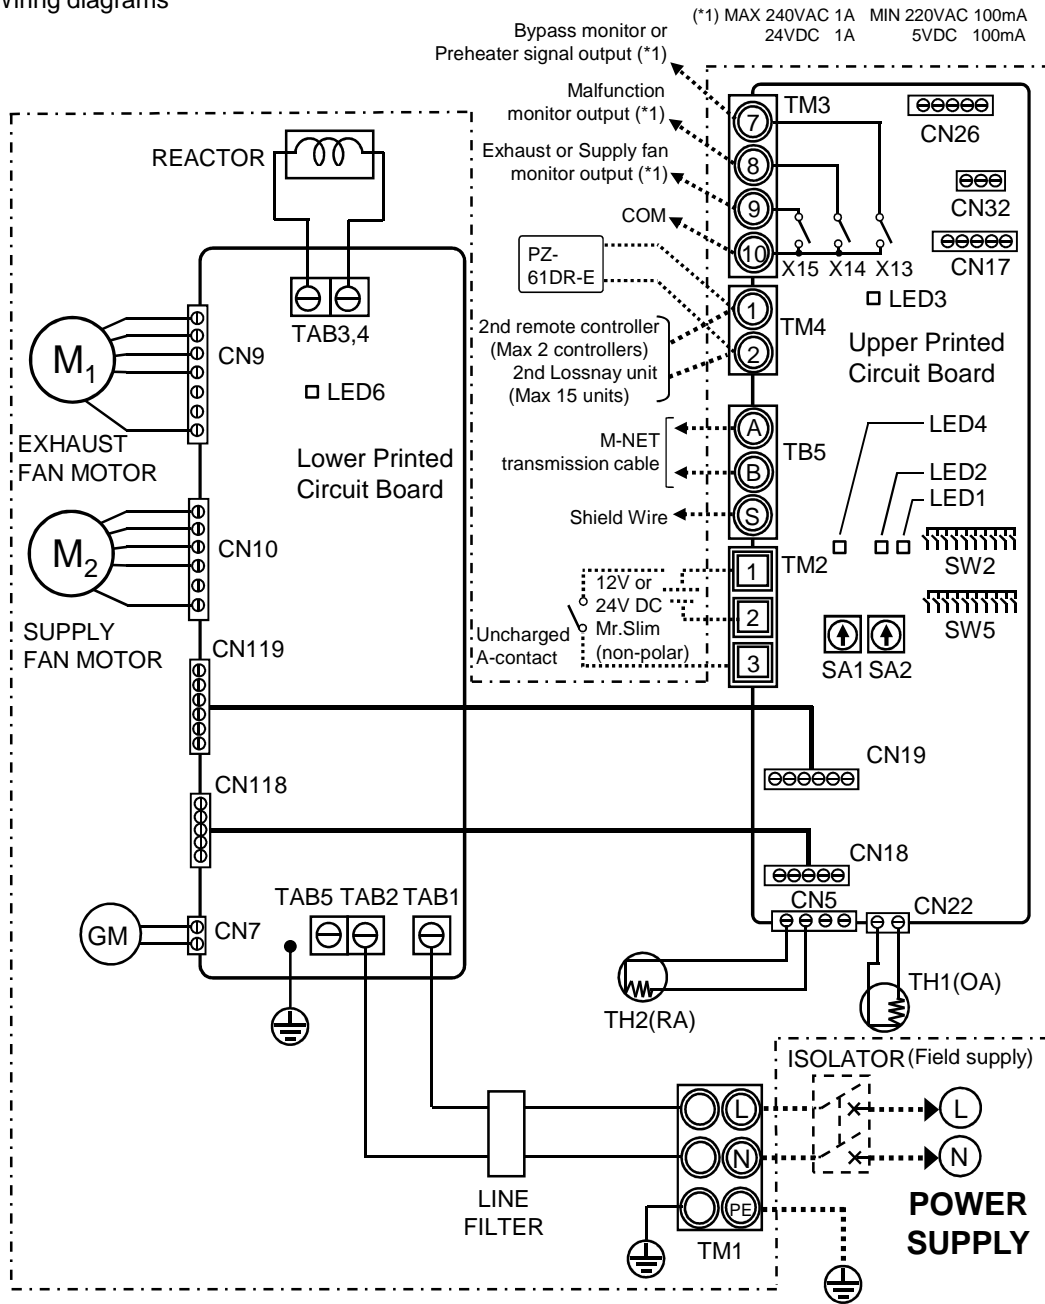 Wiring diagrams
(*1) MAX 240VAC 1A MIN 220VAC 100mA
24VDC 1A 5VDC 100mA
Bypass monitor or
Preheater signal output (*1)
Malfunction
monitor output (*1)
Exhaust or Supply fan
monitor output (*1)
COM
PZ-
61DR-E
2nd remote controller
(Max 2 controllers)
2nd Lossnay unit
(Max 15 units)
M-NET
transmission cable
Shield Wire
12V or
24V DC
Mr.Slim
(non-polar)
Uncharged
A-contact
TM3
7
8
9
10
X15 X14 X13
CN26
CN32
CN17
LED3
TM4
1
2
Upper Printed
Circuit Board
TB5
A
B
S
LED4
LED2
LED1
TM2
1
2
3
SW2
SW5
SA1 SA2
CN19
CN18
CN5
CN22
TH2(RA)
TH1(OA)
REACTOR
TAB3,4
CN9
LED6
M1
EXHAUST
FAN MOTOR
Lower Printed
Circuit Board
CN10
M2
SUPPLY
FAN MOTOR
CN119
CN118
TAB5 TAB2 TAB1
GM
CN7
ISOLATOR (Field supply)
LINE
FILTER
L
N
PE
TM1
L
N
POWER
SUPPLY